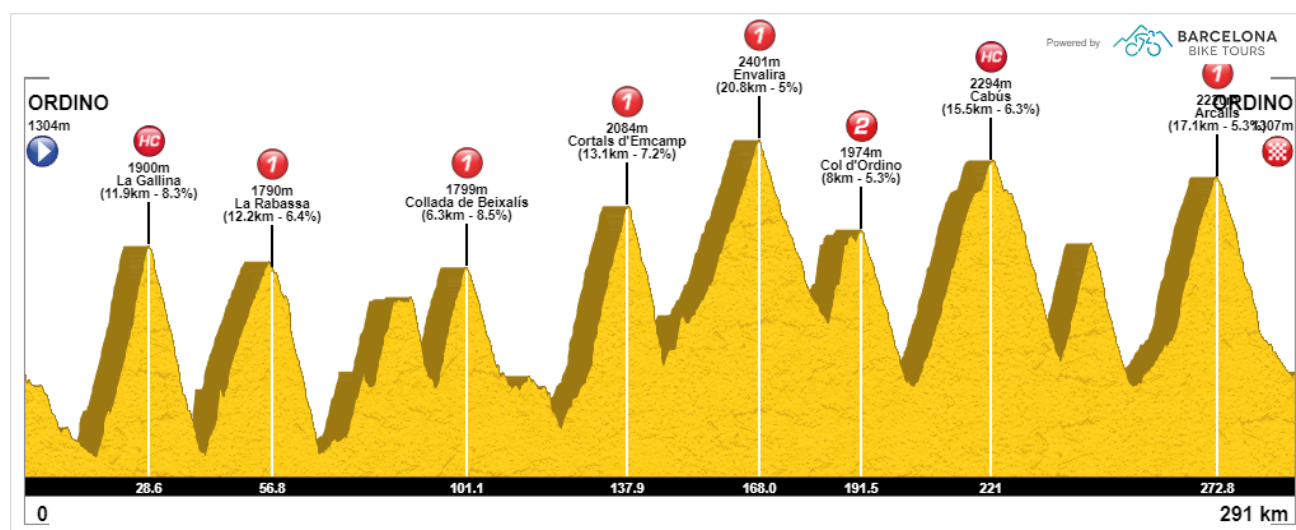 Powered by
BARCELONA
BIKE TOURS
ORDINO
1304m
HC
1900m
La Gallina
(11.9km - 8.3%)
1
1790m
La Rabassa
(12.2km - 6.4%)
1
1799m
Collada de Beixalís
(6.3km - 8.5%)
1
2084m
Cortals d'Emcamp
(13.1km - 7.2%)
1
2401m
Envalira
(20.8km - 5%)
2
1974m
Col d'Ordino
(8km - 5.3%)
HC
2294m
Cabús
(15.5km - 6.3%)
1
Arcalís
(17.1km - 5.3%)
ORDINO
1307m
28.6 56.8 101.1 137.9 168.0 191.5 221 272.8
0 291 km